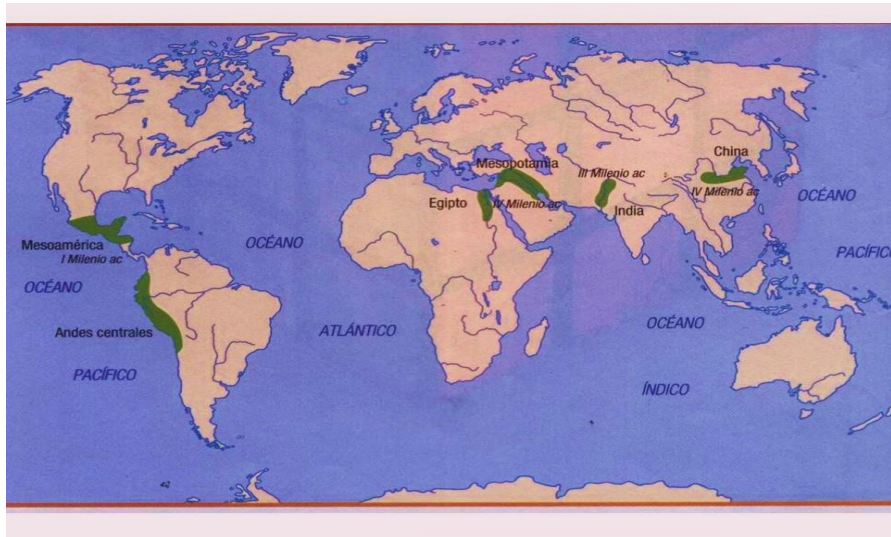 China
Mesopotamia
III Milenio ac
IV Milenio ac
OCÉANO
Egipto
IV Milenio ac
India
OCÉANO
Mesoamérica
I Milenio ac
PACÍFICO
OCÉANO
ATLÁNTICO
OCÉANO
Andes centrales
PACÍFICO
ÍNDICO